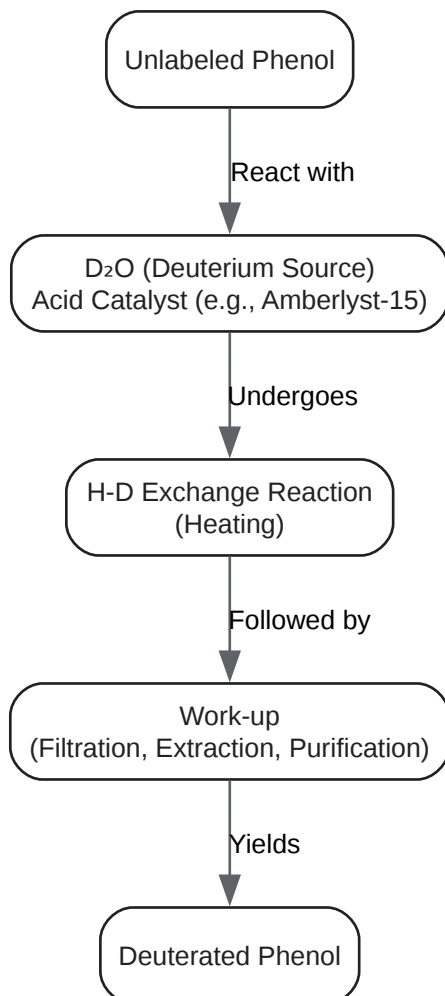 Unlabeled Phenol
React with
D₂O (Deuterium Source)
Acid Catalyst (e.g., Amberlyst-15)
Undergoes
H-D Exchange Reaction
(Heating)
Followed by
Work-up
(Filtration, Extraction, Purification)
Yields
Deuterated Phenol